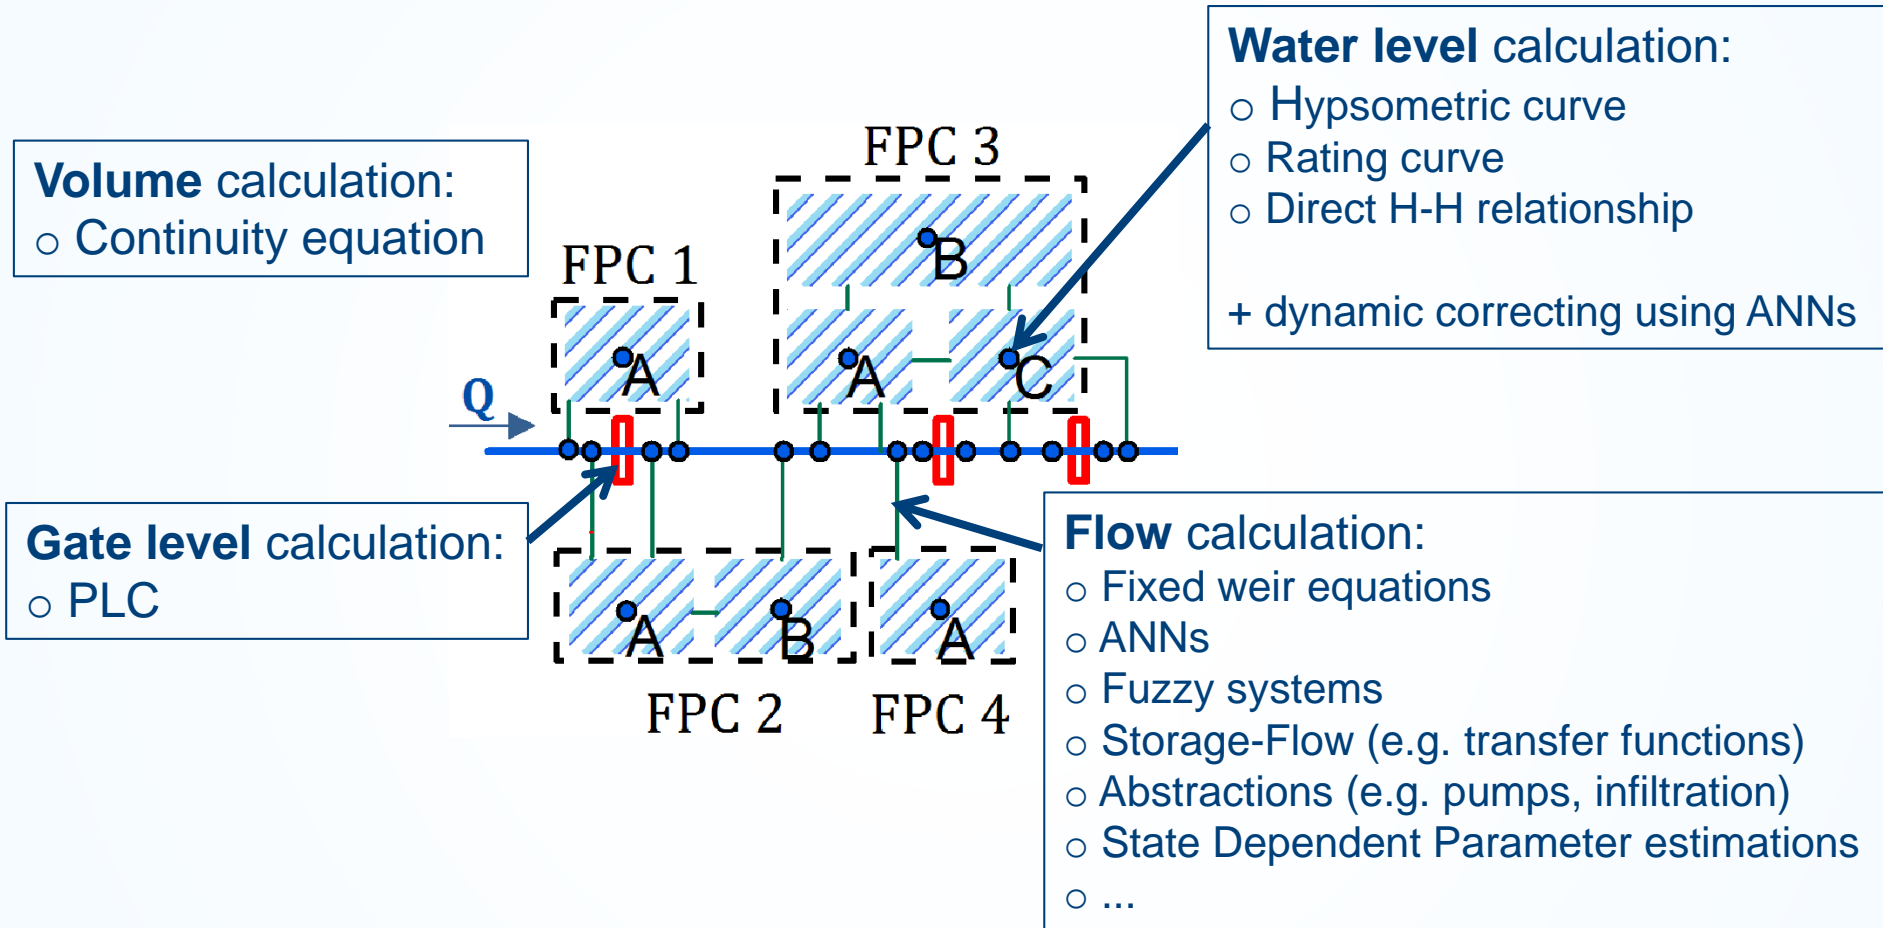 Water level calculation:
o Hypsometric curve
o Rating curve
o Direct H-H relationship
+ dynamic correcting using ANNs
Volume calculation:
o Continuity equation
FPC 3
B
A
C
FPC 1
A
Q
Gate level calculation:
o PLC
A
B
FPC 2
A
FPC 4
Flow calculation:
o Fixed weir equations
o ANNs
o Fuzzy systems
o Storage-Flow (e.g. transfer functions)
o Abstractions (e.g. pumps, infiltration)
o State Dependent Parameter estimations
o ...